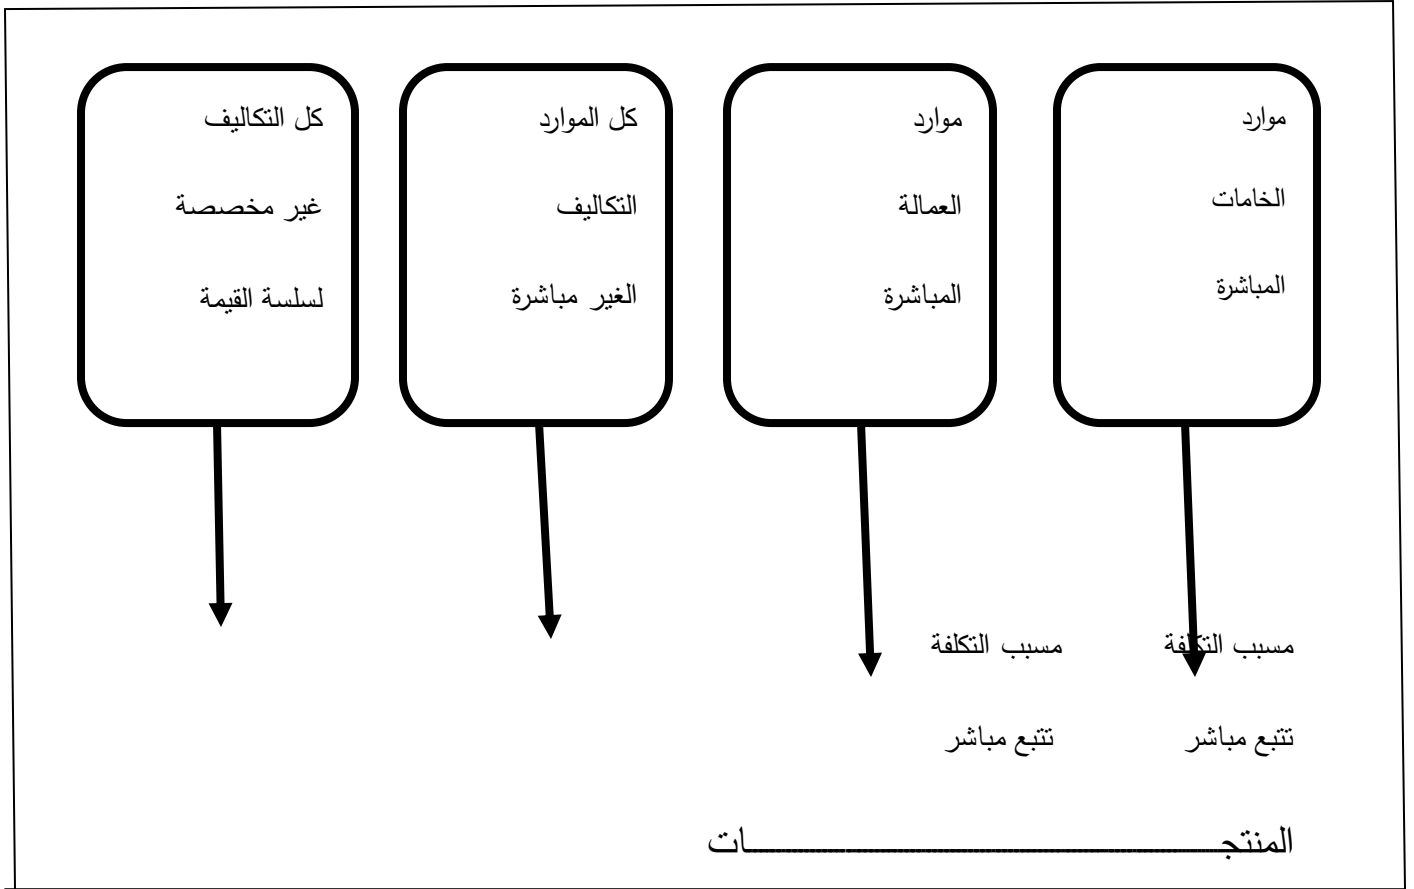 موارد
الخامات
المباشرة
موارد
العمالة
المباشرة
كل الموارد
التكاليف
الغير مباشرة
كل التكاليف
غير مخصصة
لسلسة القيمة
مسبب التكلفة
مسبب التكلفة
تتبع مباشر
تتبع مباشر
المنتجـــــــــــــــــــــــــــــــــــــات